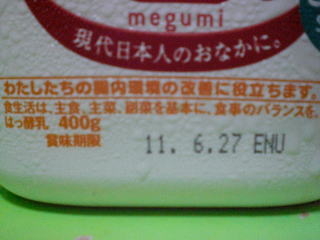 megumi
現代日本人のおなかに。
わたしたちの腸内環境の改善に役立ちます。
食生活は、主食、主菜、副菜を基本に、食事のバランスを。
はっ酵乳 400g
賞味期限 11. 6.27 EMU